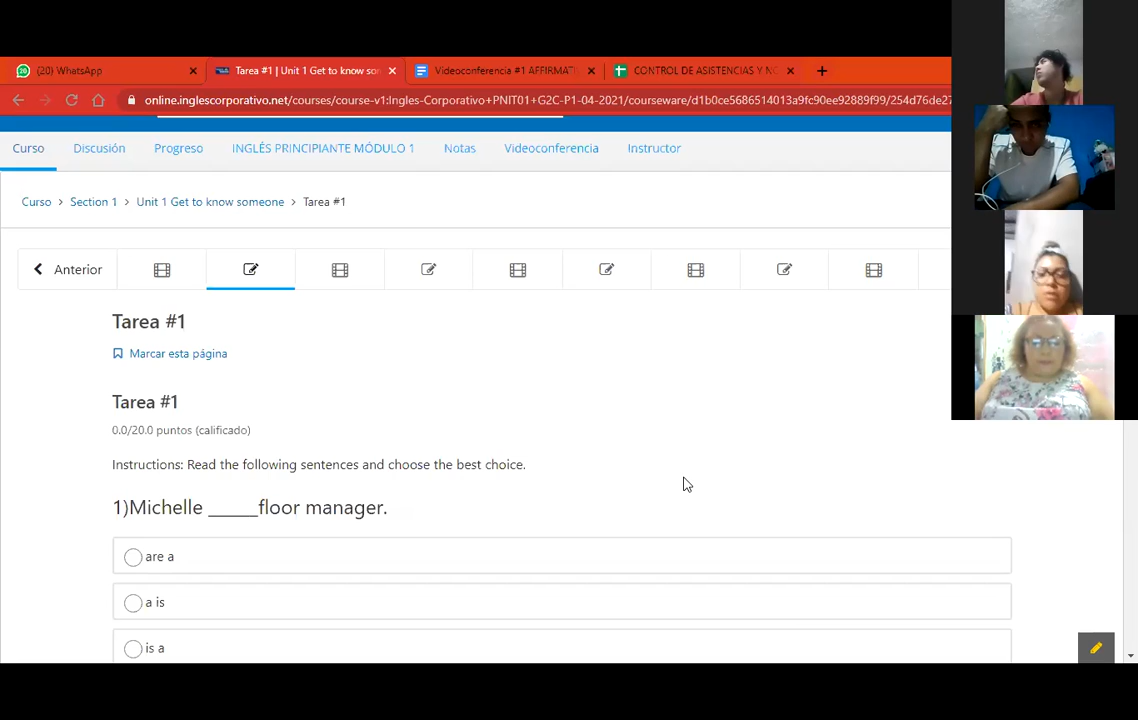 (20) WhatsApp
Tarea #1 | Unit 1 Get to know som
Videoconferencia #1 AFFIRMATI
CONTROL DE ASISTENCIAS Y NO
online.inglescorporativo.net/courses/course-v1:Ingles-Corporativo+PNIT01+G2C-P1-04-2021/courseware/d1b0ce5686514013a9fc90ee92889f99/254d76de27
Curso Discusión Progreso INGLÉS PRINCIPIANTE MÓDULO 1 Notas Videoconferencia Instructor
Curso > Section 1 > Unit 1 Get to know someone > Tarea #1
Anterior
Tarea #1
Marcar esta página
Tarea #1
0.0/20.0 puntos (calificado)
Instructions: Read the following sentences and choose the best choice.
1)Michelle _____floor manager.
are a
a is
is a